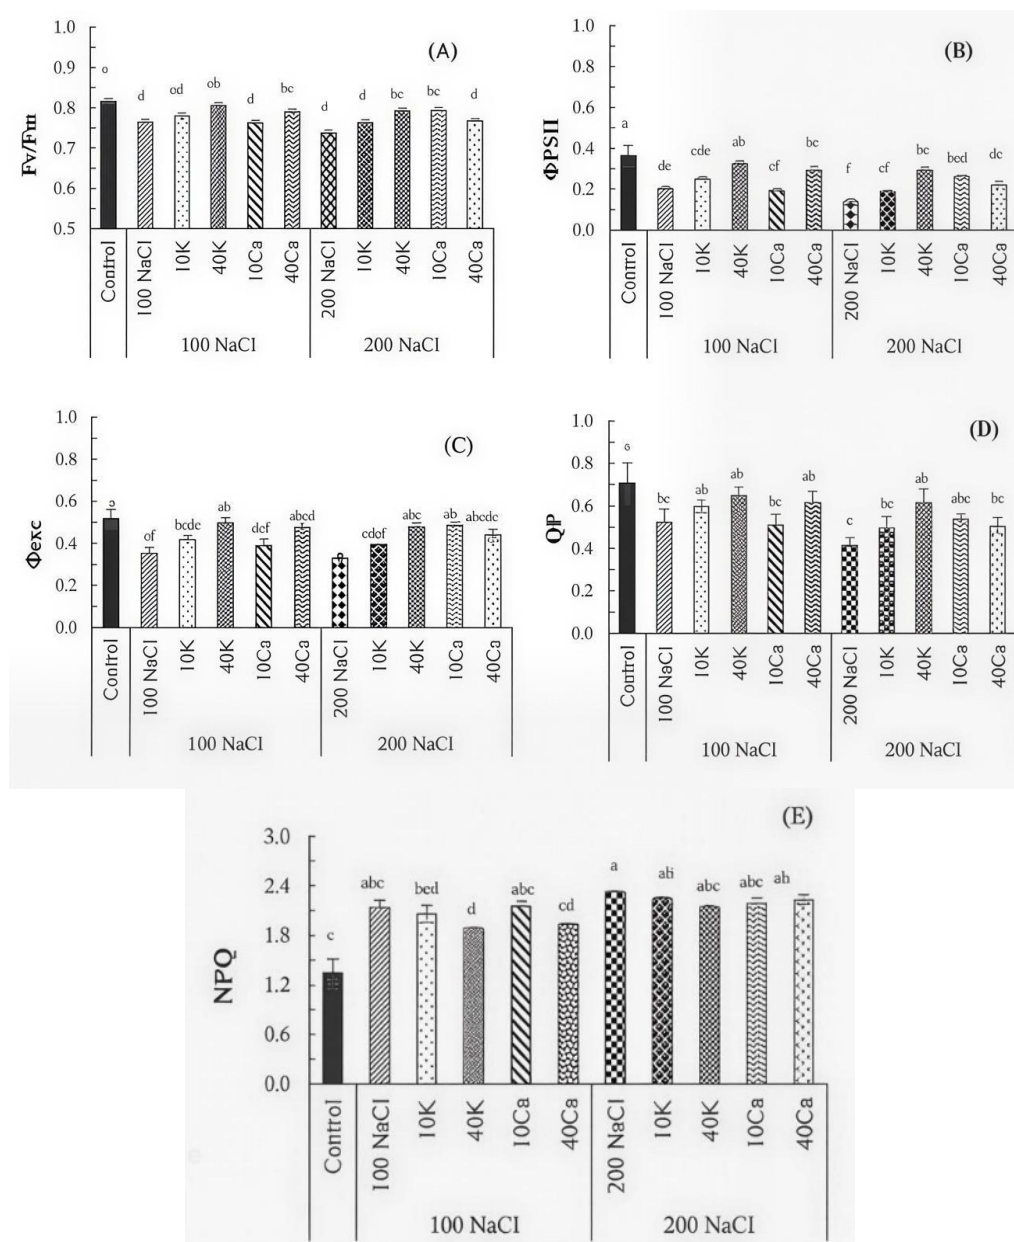 (A)
Fv/Fm
1.0
0.9
0.8
0.7
0.6
0.5
o
d
od
ob
d
bc
d
d
bc
bc
d
Control
100 NaCl
10K
40K
10Ca
40Ca
200 NaCl
10K
40K
10Ca
40Ca
100 NaCl
200 NaCl
(B)
ΦPSII
1.0
0.8
0.6
0.4
0.2
0.0
a
de
cde
ab
cf
bc
f
cf
bc
bed
dc
Control
100 NaCl
10K
40K
10Ca
40Ca
200 NaCl
10K
40K
10Ca
40Ca
100 NaCl
200 NaCl
(C)
Φexc
1.0
0.8
0.6
0.4
0.2
0.0
of
bcde
ab
def
abcd
cdof
abc
ab
abcdc
Control
100 NaCl
10K
40K
10Ca
40Ca
200 NaCl
10K
40K
10Ca
40Ca
100 NaCl
200 NaCl
(D)
QP
1.0
0.8
0.6
0.4
0.2
0.0
bc
ab
ab
bc
ab
c
bc
ab
abc
bc
Control
100 NaCl
10K
40K
10Ca
40Ca
200 NaCl
10K
40K
10Ca
40Ca
100 NaCl
200 NaCl
(E)
NPQ
3.0
2.4
1.8
1.2
0.6
0.0
c
abc
bed
d
abc
cd
a
abc
abc
ah
Control
100 NaCl
10K
40K
10Ca
40Ca
200 NaCl
10K
40K
10Ca
40Ca
100 NaCl
200 NaCl